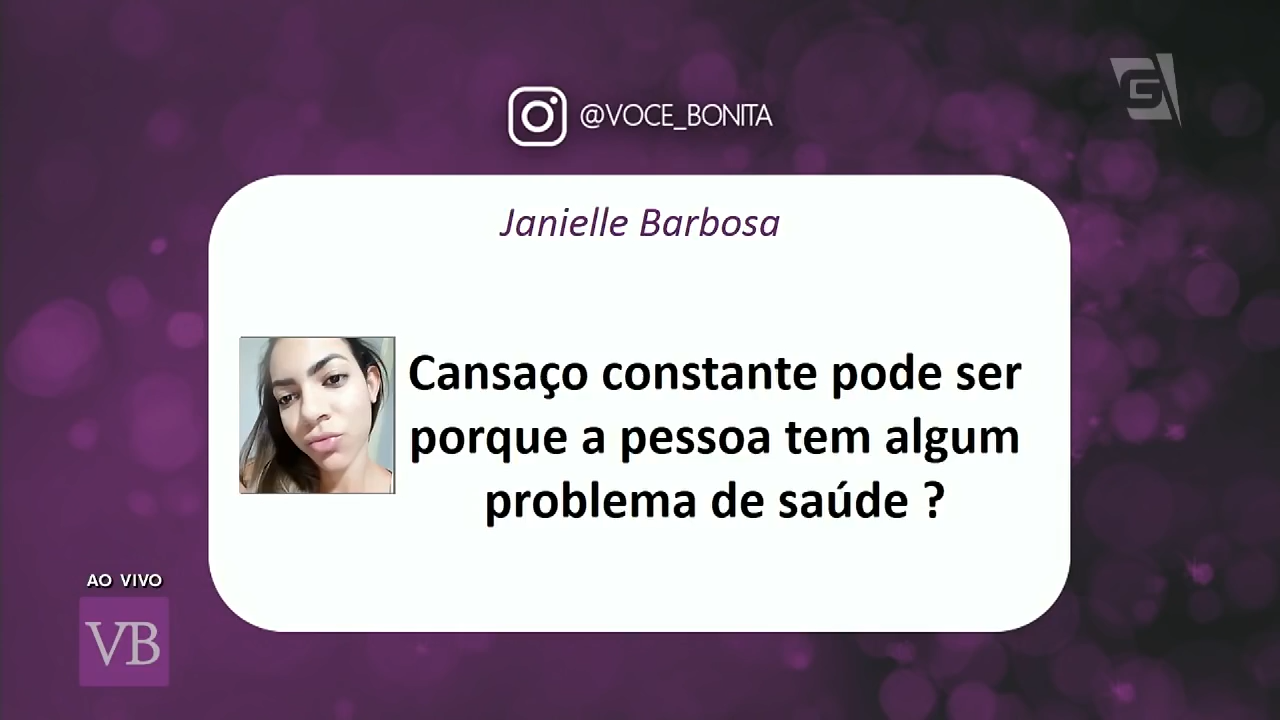 @VOCE_BONITA
Janielle Barbosa
Cansaço constante pode ser
porque a pessoa tem algum
problema de saúde ?
AO VIVO
VB